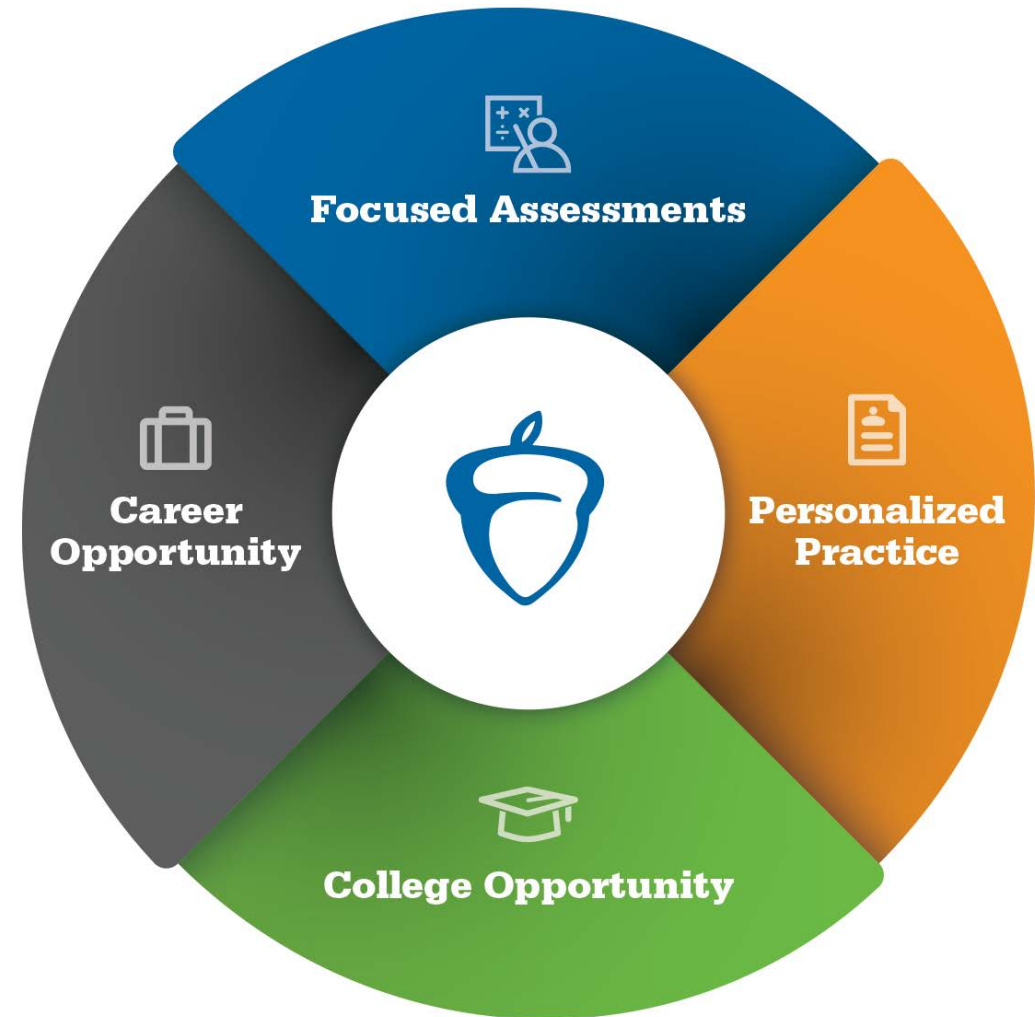 Focused Assessments
Career
Opportunity
Personalized
Practice
College Opportunity